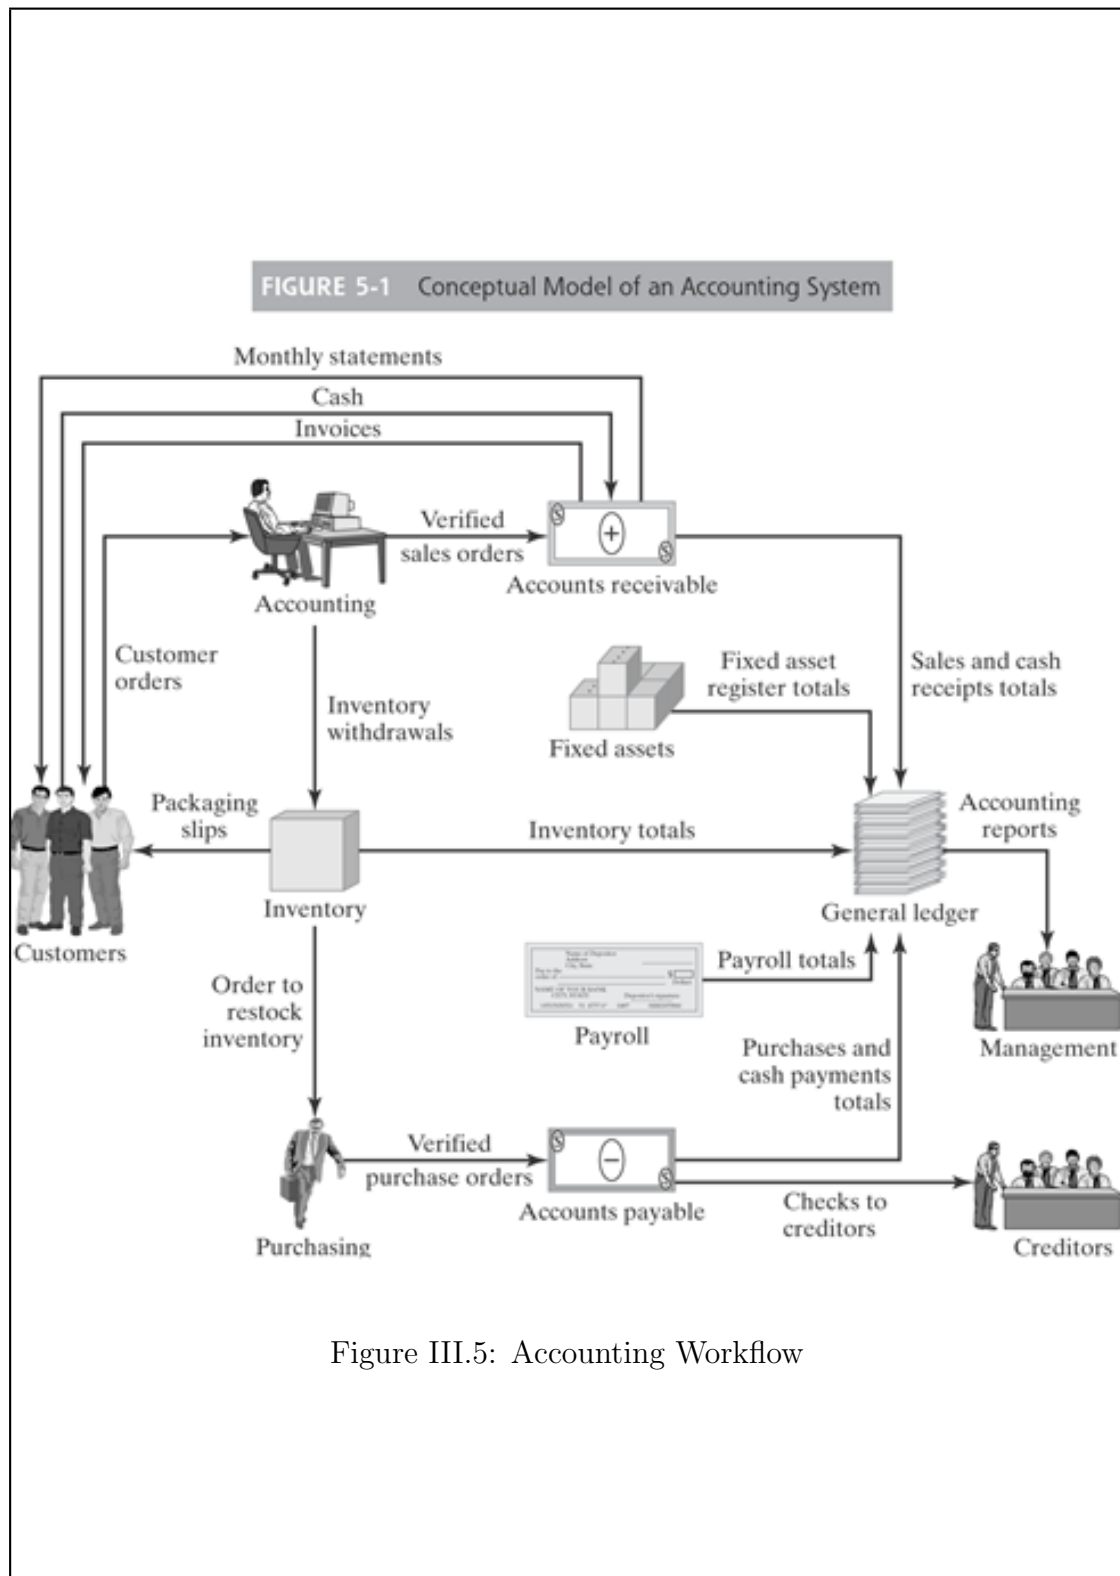 FIGURE 5-1 Conceptual Model of an Accounting System
Monthly statements
Cash
Invoices
Verified
sales orders
Accounts receivable
Accounting
Customer
orders
Inventory
withdrawals
Fixed asset
register totals
Fixed assets
Sales and cash
receipts totals
Packaging
slips
Inventory totals
Accounting
reports
Inventory
General ledger
Customers
Order to
restock
inventory
Payroll totals
Payroll
Management
Purchases and
cash payments
totals
Verified
purchase orders
Accounts payable
Checks to
creditors
Purchasing
Creditors
Figure III.5: Accounting Workflow